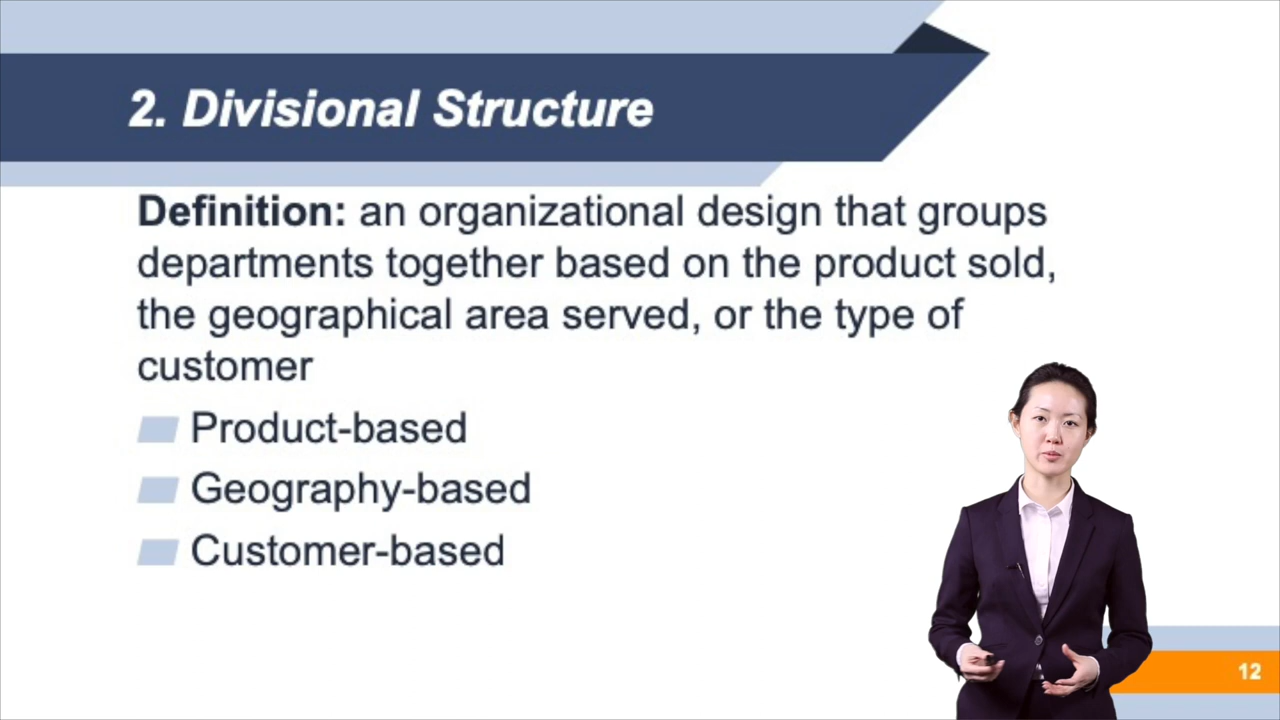 2. Divisional Structure
Definition: an organizational design that groups
departments together based on the product sold,
the geographical area served, or the type of
customer
Product-based
Geography-based
Customer-based
12